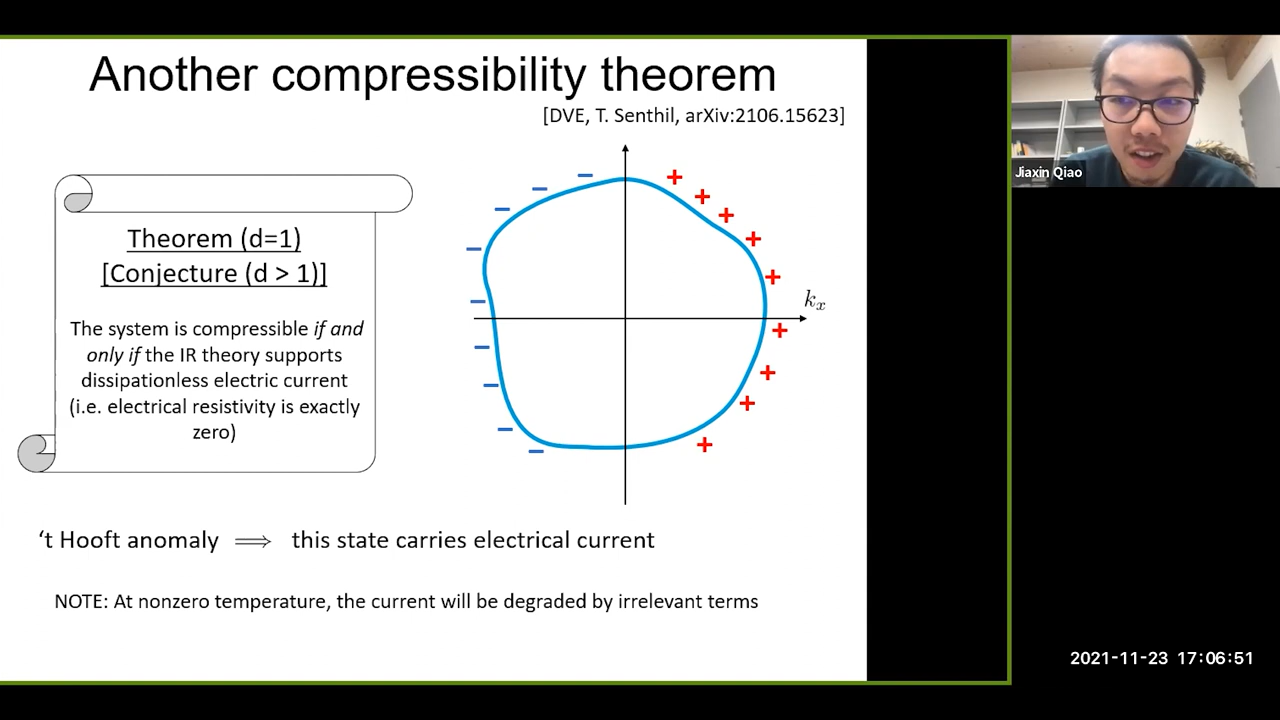 Another compressibility theorem
[DVE, T. Senthil, arXiv:2106.15623]
Theorem (d=1)
[Conjecture (d > 1)]
The system is compressible if and
only if the IR theory supports
dissipationless electric current
(i.e. electrical resistivity is exactly
zero)
k_x
‘t Hooft anomaly ⟹ this state carries electrical current
NOTE: At nonzero temperature, the current will be degraded by irrelevant terms
Jiaxin Qiao
2021-11-23 17:06:51